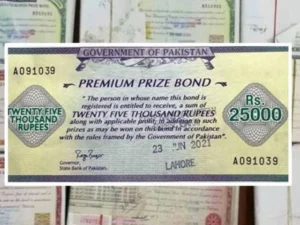 GOVERNMENT OF PAKISTAN
A091039
PREMIUM PRIZE BOND
" The person in whose name this bond is
registered is entitled to receive, a sum of
TWENTY FIVE THOUSAND RUPEES
along with applicable profit, in addition to such
prizes as may be won on this bond in accordance
with the rules framed by the Government of Pakistan".
TWENTY FIVE
THOUSAND
RUPEES
Rs.
25000
23 JUN 2021
LAHORE
Governor,
State Bank of Pakistan.
A091039